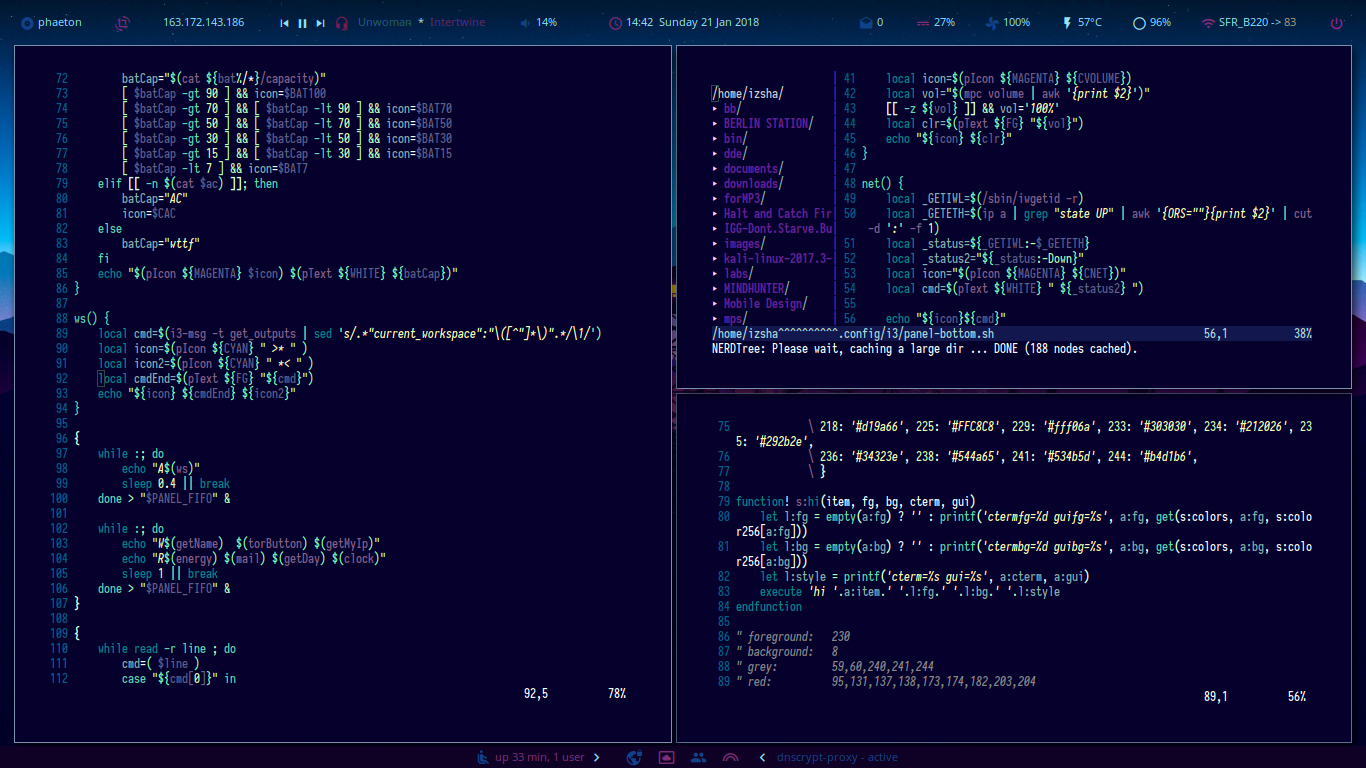 phaeton 163.172.143.186 Unwoman * Intertwine 14% 14:42 Sunday 21 Jan 2018 0 27% 100% 57°C 96% SFR_B220 -> 83
72 batCap="$(cat ${bat%/*}/capacity)"
73 [ $batCap -gt 90 ] && icon=$BAT100
74 [ $batCap -gt 70 ] && [ $batCap -lt 90 ] && icon=$BAT70
75 [ $batCap -gt 50 ] && [ $batCap -lt 70 ] && icon=$BAT50
76 [ $batCap -gt 30 ] && [ $batCap -lt 50 ] && icon=$BAT30
77 [ $batCap -gt 15 ] && [ $batCap -lt 30 ] && icon=$BAT15
78 [ $batCap -lt 7 ] && icon=$BAT7
79 elif [[ -n $(cat $ac) ]]; then
80 batCap="AC"
81 icon=$CAC
82 else
83 batCap="wttf"
84 fi
85 echo "$(pIcon ${MAGENTA} $icon) $(pText ${WHITE} ${batCap})"
86 }
87
88 ws() {
89 local cmd=$(i3-msg -t get_outputs | sed 's/.*"current_workspace":"\([^"]*\)".*/\1/')
90 local icon=$(pIcon ${CYAN} " >* " )
91 local icon2=$(pIcon ${CYAN} " *< " )
92 local cmdEnd=$(pText ${FG} "${cmd}")
93 echo "${icon} ${cmdEnd} ${icon2}"
94 }
95
96 {
97 while :; do
98 echo "A$(ws)"
99 sleep 0.4 || break
100 done > "$PANEL_FIFO" &
101
102 while :; do
103 echo "W$(getName)  $(torButton) $(getMyIp)"
104 echo "R$(energy) $(mail) $(getDay) $(clock)"
105 sleep 1 || break
106 done > "$PANEL_FIFO" &
107 }
108
109 {
110 while read -r line ; do
111 cmd=( $line )
112 case "${cmd[0]}" in
92,5 78%
/home/izsha/
▸ bb/
▸ BERLIN STATION/
▸ bin/
▸ dde/
▸ documents/
▸ downloads/
▸ forMP3/
▸ Halt and Catch Fir
▸ IGG-Dont.Starve.Bu
▸ images/
▸ kali-linux-2017.3-
▸ labs/
▸ MINDHUNTER/
▸ Mobile Design/
▸ mps/
41 local icon=$(pIcon ${MAGENTA} ${CVOLUME})
42 local vol="$(mpc volume | awk '{print $2}')"
43 [[ -z ${vol} ]] && vol='100%'
44 local clr=$(pText ${FG} "${vol}")
45 echo "${icon} ${clr}"
46 }
47
48 net() {
49 local _GETIWL=$(/sbin/iwgetid -r)
50 local _GETETH=$(ip a | grep "state UP" | awk '{ORS=""}{print $2}' | cut
-d ':' -f 1)
51 local _status=${_GETIWL:-$_GETETH}
52 local _status2="${_status:-Down}"
53 local icon="$(pIcon ${MAGENTA} ${CNET})"
54 local cmd=$(pText ${WHITE} " ${_status2} ")
55
56 echo "${icon}${cmd}"
/home/izsha^^^^^^^^^^.config/i3/panel-bottom.sh 56,1 38%
NERDTree: Please wait, caching a large dir ... DONE (188 nodes cached).
75 \ 218: '#d19a66', 225: '#FFC8C8', 229: '#fff06a', 233: '#303030', 234: '#212026', 23
5: '#292b2e',
76 \ 236: '#34323e', 238: '#544a65', 241: '#534b5d', 244: '#b4d1b6',
77 \ }
78
79 function! s:hi(item, fg, bg, cterm, gui)
80 let l:fg = empty(a:fg) ? '' : printf('ctermfg=%d guifg=%s', a:fg, get(s:colors, a:fg, s:colo
r256[a:fg]))
81 let l:bg = empty(a:bg) ? '' : printf('ctermbg=%d guibg=%s', a:bg, get(s:colors, a:bg, s:colo
r256[a:bg]))
82 let l:style = printf('cterm=%s gui=%s', a:cterm, a:gui)
83 execute 'hi '.a:item.' '.l:fg.' '.l:bg.' '.l:style
84 endfunction
85
86 " foreground: 230
87 " background: 8
88 " grey: 59,60,240,241,244
89 " red: 95,131,137,138,173,174,182,203,204
89,1 56%
up 33 min, 1 user dnscrypt-proxy - active